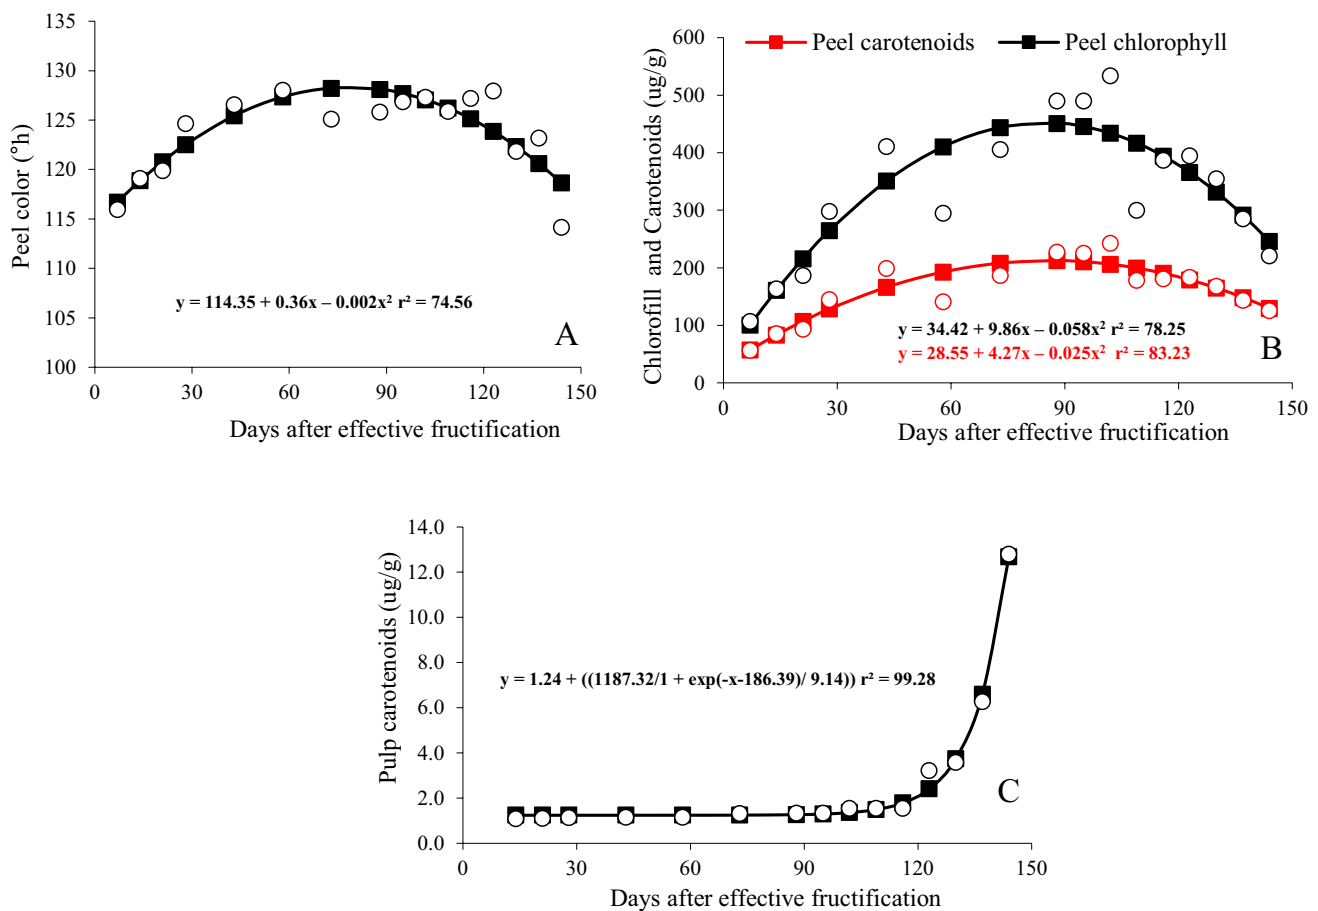 135
130
125
120
115
110
105
100
Peel color (°h)
y = 114.35 + 0.36x – 0.002x² r² = 74.56
A
0 30 60 90 120 150
Days after effective fructification
Peel carotenoids Peel chlorophyll
600
500
400
300
200
100
0
Chlorofill and Carotenoids (ug/g)
y = 34.42 + 9.86x – 0.058x² r² = 78.25
y = 28.55 + 4.27x – 0.025x² r² = 83.23
B
0 30 60 90 120 150
Days after effective fructification
14.0
12.0
10.0
8.0
6.0
4.0
2.0
0.0
Pulp carotenoids (ug/g)
y = 1.24 + ((1187.32/1 + exp(-x-186.39)/ 9.14)) r² = 99.28
C
0 30 60 90 120 150
Days after effective fructification